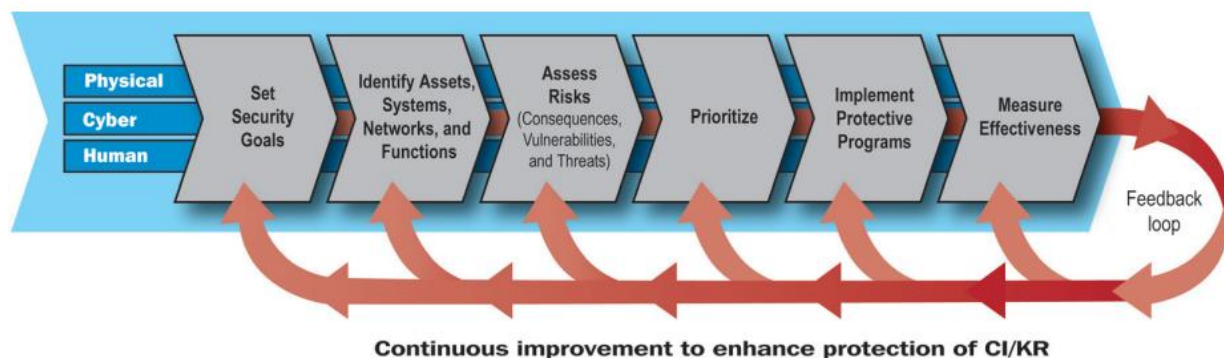 Physical
Cyber
Human
Set
Security
Goals
Identify Assets,
Systems,
Networks, and
Functions
Assess
Risks
(Consequences,
Vulnerabilities,
and Threats)
Prioritize
Implement
Protective
Programs
Measure
Effectiveness
Feedback
loop
Continuous improvement to enhance protection of CI/KR